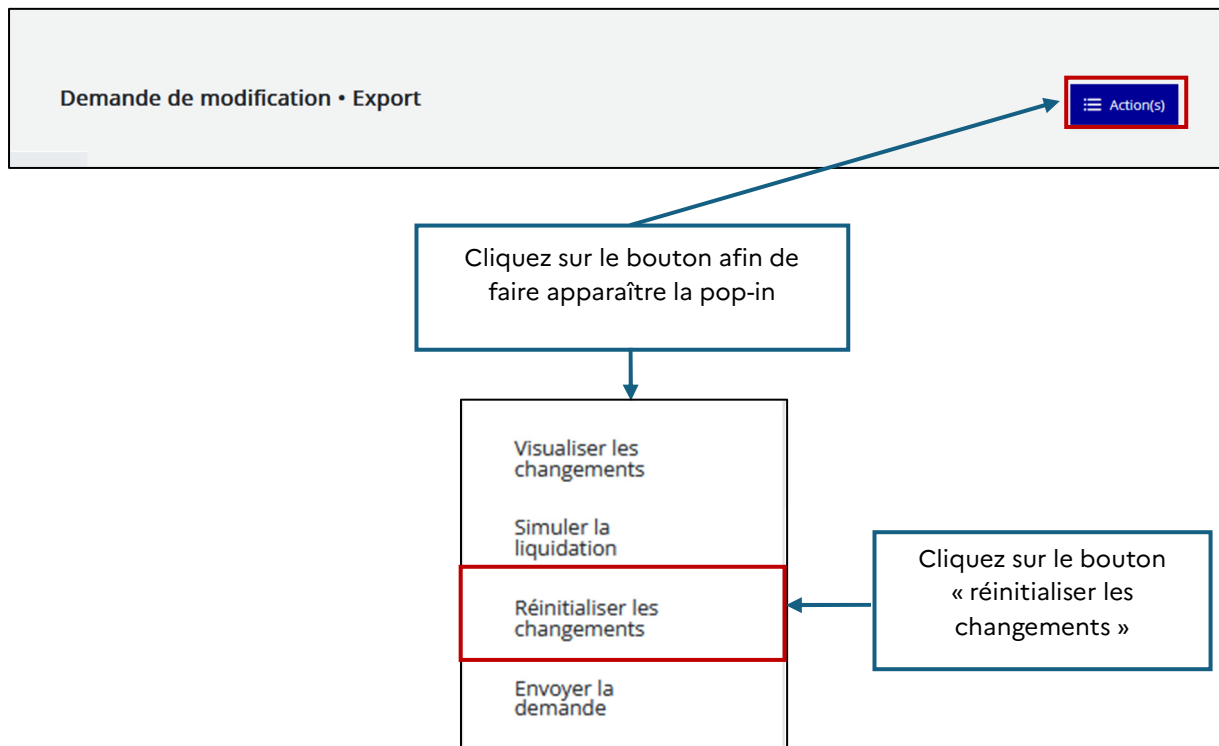 Demande de modification • Export
Action(s)
Cliquez sur le bouton afin de
faire apparaître la pop-in
Visualiser les
changements
Simuler la
liquidation
Réinitialiser les
changements
Envoyer la
demande
Cliquez sur le bouton
« réinitialiser les
changements »